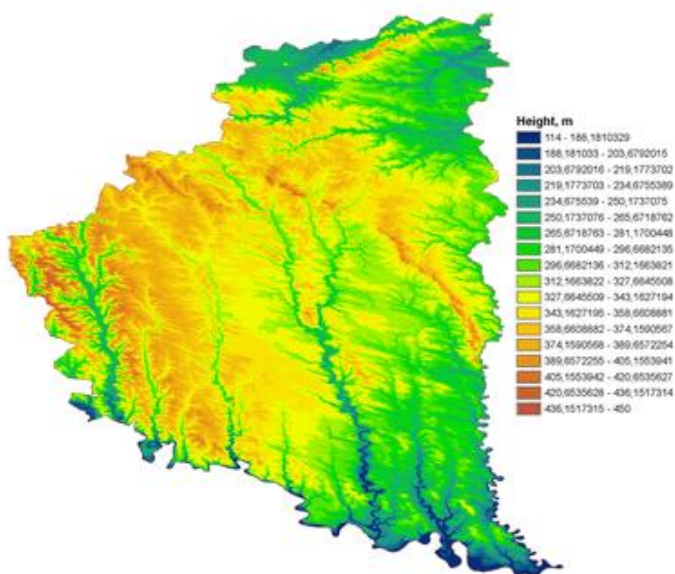 Height, m
114 - 188,1810329
188,181033 - 203,6792015
203,6792016 - 219,1773702
219,1773703 - 234,6755389
234,675539 - 250,1737075
250,1737076 - 265,6718762
265,6718763 - 281,1700448
281,1700449 - 296,6682135
296,6682136 - 312,1663821
312,1663822 - 327,6645508
327,6645509 - 343,1627194
343,1627195 - 358,6608881
358,6608882 - 374,1590567
374,1590568 - 389,6572254
389,6572255 - 405,1553941
405,1553942 - 420,6535627
420,6535628 - 436,1517314
436,1517315 - 450